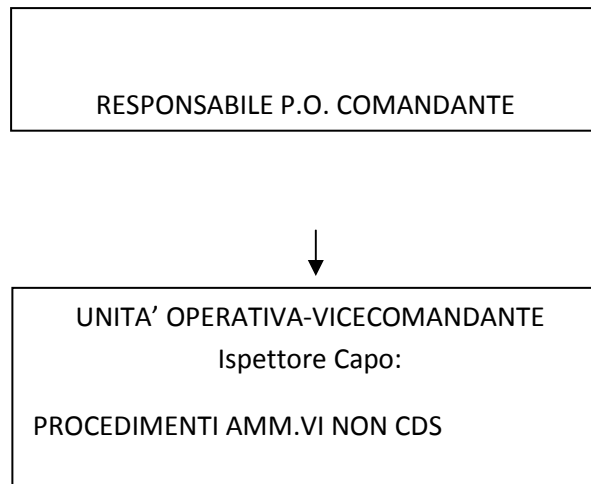 RESPONSABILE P.O. COMANDANTE
UNITA’ OPERATIVA-VICECOMANDANTE
Ispettore Capo:
PROCEDIMENTI AMM.VI NON CDS